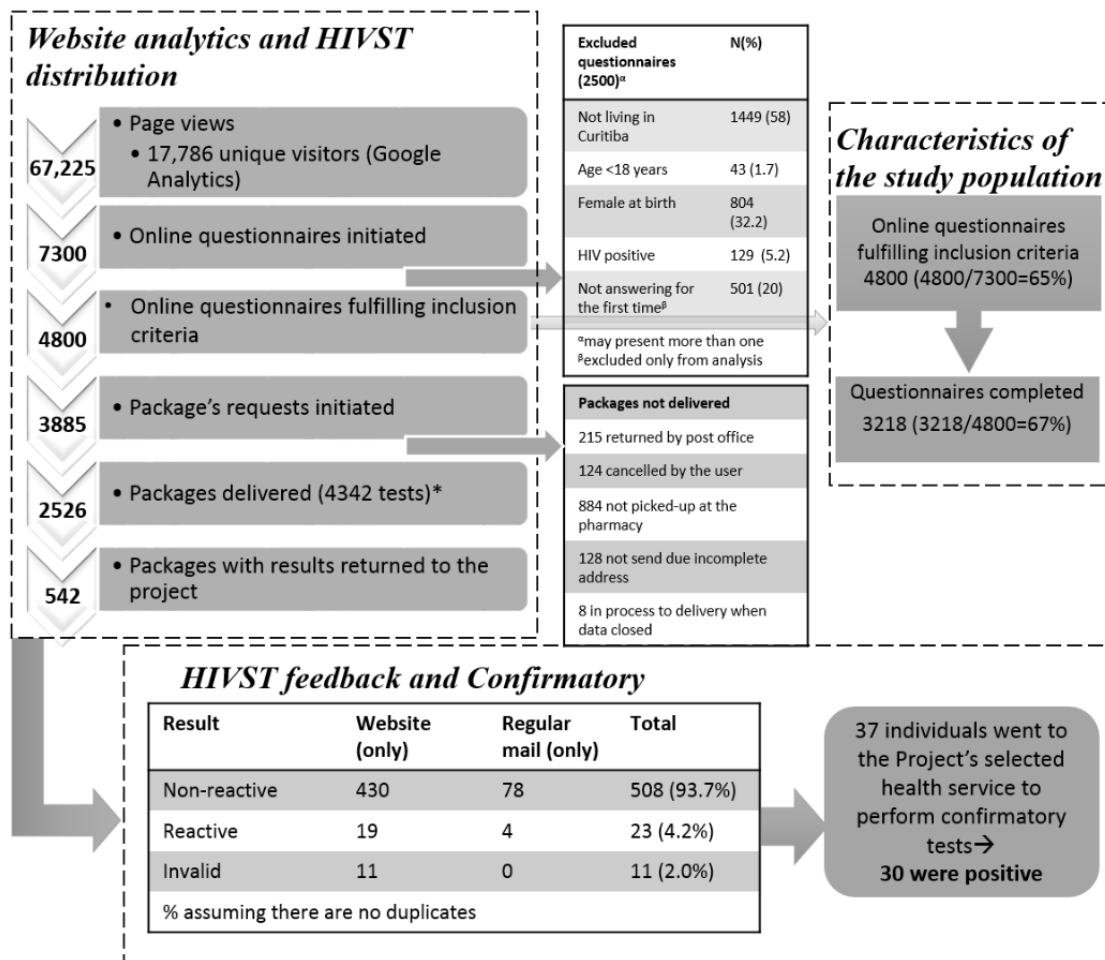 Website analytics and HIVST
distribution
67,225
• Page views
• 17,786 unique visitors (Google
Analytics)
7300
• Online questionnaires initiated
4800
• Online questionnaires fulfilling inclusion
criteria
3885
• Package's requests initiated
2526
• Packages delivered (4342 tests)*
542
• Packages with results returned to the
project
Excluded questionnaires (2500)ᵅ N(%)
Not living in Curitiba 1449 (58)
Age <18 years 43 (1.7)
Female at birth 804 (32.2)
HIV positive 129 (5.2)
Not answering for the first timeᵝ 501 (20)
ᵅmay present more than one
ᵝexcluded only from analysis
Packages not delivered
215 returned by post office
124 cancelled by the user
884 not picked-up at the
pharmacy
128 not send due incomplete
address
8 in process to delivery when
data closed
Characteristics of
the study population
Online questionnaires
fulfilling inclusion criteria
4800 (4800/7300=65%)
Questionnaires completed
3218 (3218/4800=67%)
HIVST feedback and Confirmatory
Result Website (only) Regular mail (only) Total
Non-reactive 430 78 508 (93.7%)
Reactive 19 4 23 (4.2%)
Invalid 11 0 11 (2.0%)
% assuming there are no duplicates
37 individuals went to
the Project's selected
health service to
perform confirmatory
tests→
30 were positive